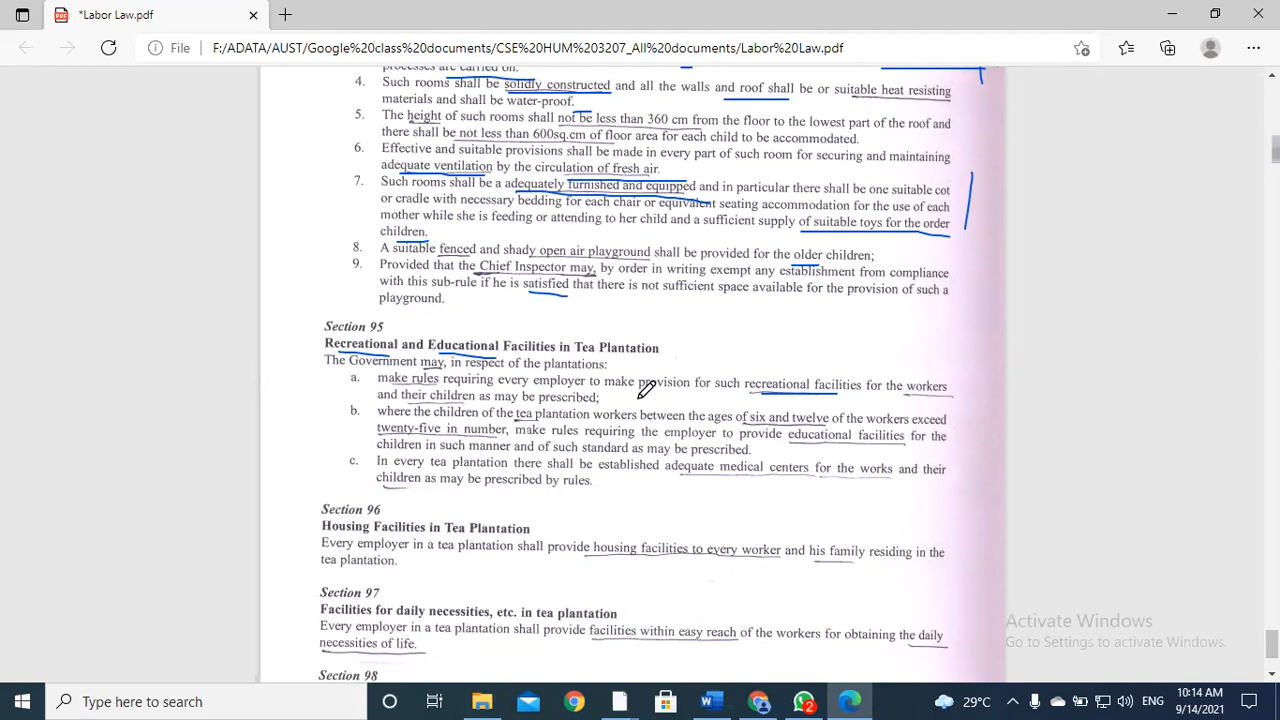 *Labor Law.pdf
File
F:/ADATA/AUST/Google%20class%20documents/CSE%20HUM%203207_All%20documents/Labor%20Law.pdf
processes are carried on.
4. Such rooms shall be solidly constructed and all the walls and roof shall be or suitable heat resisting
materials and shall be water-proof.
5. The height of such rooms shall not be less than 360 cm from the floor to the lowest part of the roof and
there shall be not less than 600sq.cm of floor area for each child to be accommodated.
6. Effective and suitable provisions shall be made in every part of such room for securing and maintaining
adequate ventilation by the circulation of fresh air.
7. Such rooms shall be a adequately furnished and equipped and in particular there shall be one suitable cot
or cradle with necessary bedding for each chair or equivalent seating accommodation for the use of each
mother while she is feeding or attending to her child and a sufficient supply of suitable toys for the order
children.
8. A suitable fenced and shady open air playground shall be provided for the older children;
9. Provided that the Chief Inspector may, by order in writing exempt any establishment from compliance
with this sub-rule if he is satisfied that there is not sufficient space available for the provision of such a
playground.
Section 95
Recreational and Educational Facilities in Tea Plantation
The Government may, in respect of the plantations:
a. make rules requiring every employer to make provision for such recreational facilities for the workers
and their children as may be prescribed;
b. where the children of the tea plantation workers between the ages of six and twelve of the workers exceed
twenty-five in number, make rules requiring the employer to provide educational facilities for the
children in such manner and of such standard as may be prescribed.
c. In every tea plantation there shall be established adequate medical centers for the works and their
children as may be prescribed by rules.
Section 96
Housing Facilities in Tea Plantation
Every employer in a tea plantation shall provide housing facilities to every worker and his family residing in the
tea plantation.
Section 97
Facilities for daily necessities, etc. in tea plantation
Every employer in a tea plantation shall provide facilities within easy reach of the workers for obtaining the daily
necessities of life.
Section 98
Activate Windows
Go to Settings to activate Windows.
Type here to search
2
29°C
ENG
10:14 AM
9/14/2021